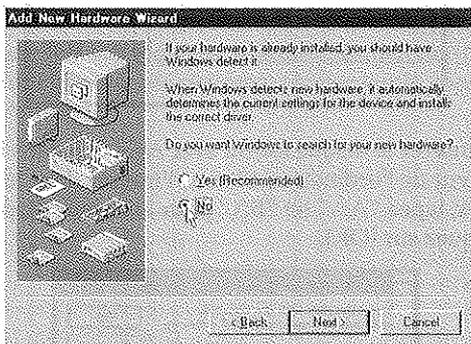 Add New Hardware Wizard
If your hardware is already installed, you should have
Windows detect it.
When Windows detects new hardware, it automatically
determines the current settings for the device and installs
the correct driver.
Do you want Windows to search for your new hardware?
Yes (Recommended)
No
< Back
Next >
Cancel